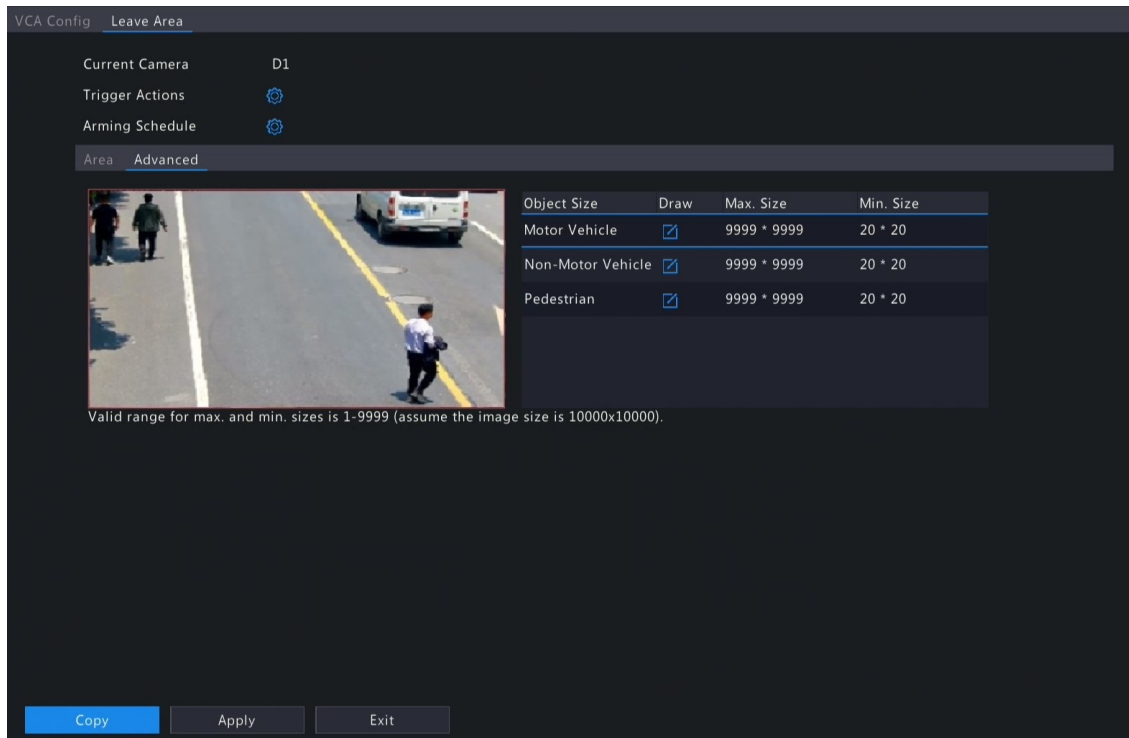 VCA Config Leave Area
Current Camera D1
Trigger Actions
Arming Schedule
Area Advanced
Object Size Draw Max. Size Min. Size
Motor Vehicle 9999 * 9999 20 * 20
Non-Motor Vehicle 9999 * 9999 20 * 20
Pedestrian 9999 * 9999 20 * 20
Valid range for max. and min. sizes is 1-9999 (assume the image size is 10000x10000).
Copy Apply Exit